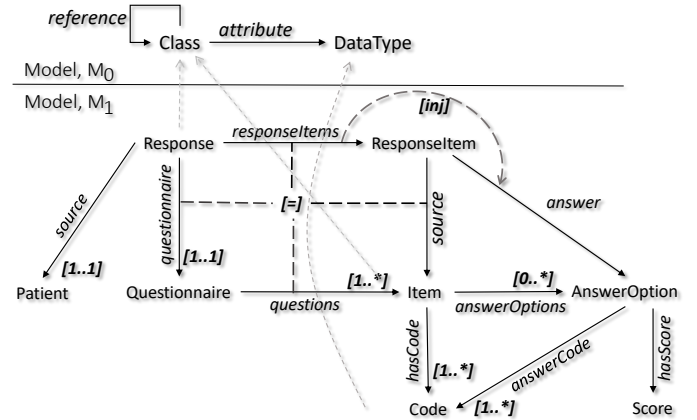 reference
Class
attribute
DataType
Model, M0
Model, M1
[inj]
Response
responseItems
ResponseItem
source
questionnaire
[=]
source
answer
[1..1]
[1..1]
[1..*]
[0..*]
Patient
Questionnaire
questions
Item
answerOptions
AnswerOption
hasCode
answerCode
hasScore
[1..*]
[1..*]
Code
Score